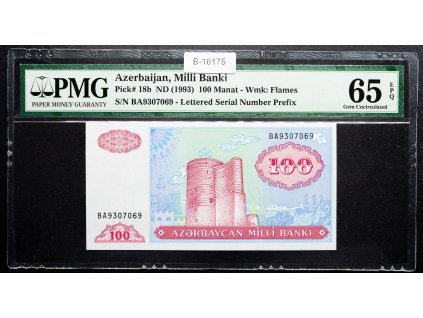 B-16175
PMG
PAPER MONEY GUARANTY
Azerbaijan, Milli Banki
Pick# 18b ND (1993) 100 Manat - Wmk: Flames
S/N BA9307069 - Lettered Serial Number Prefix
65 EPQ
Gem Uncirculated
BA9307069
100
BA9307069
100
AZƏRBAYCAN MİLLİ BANKI